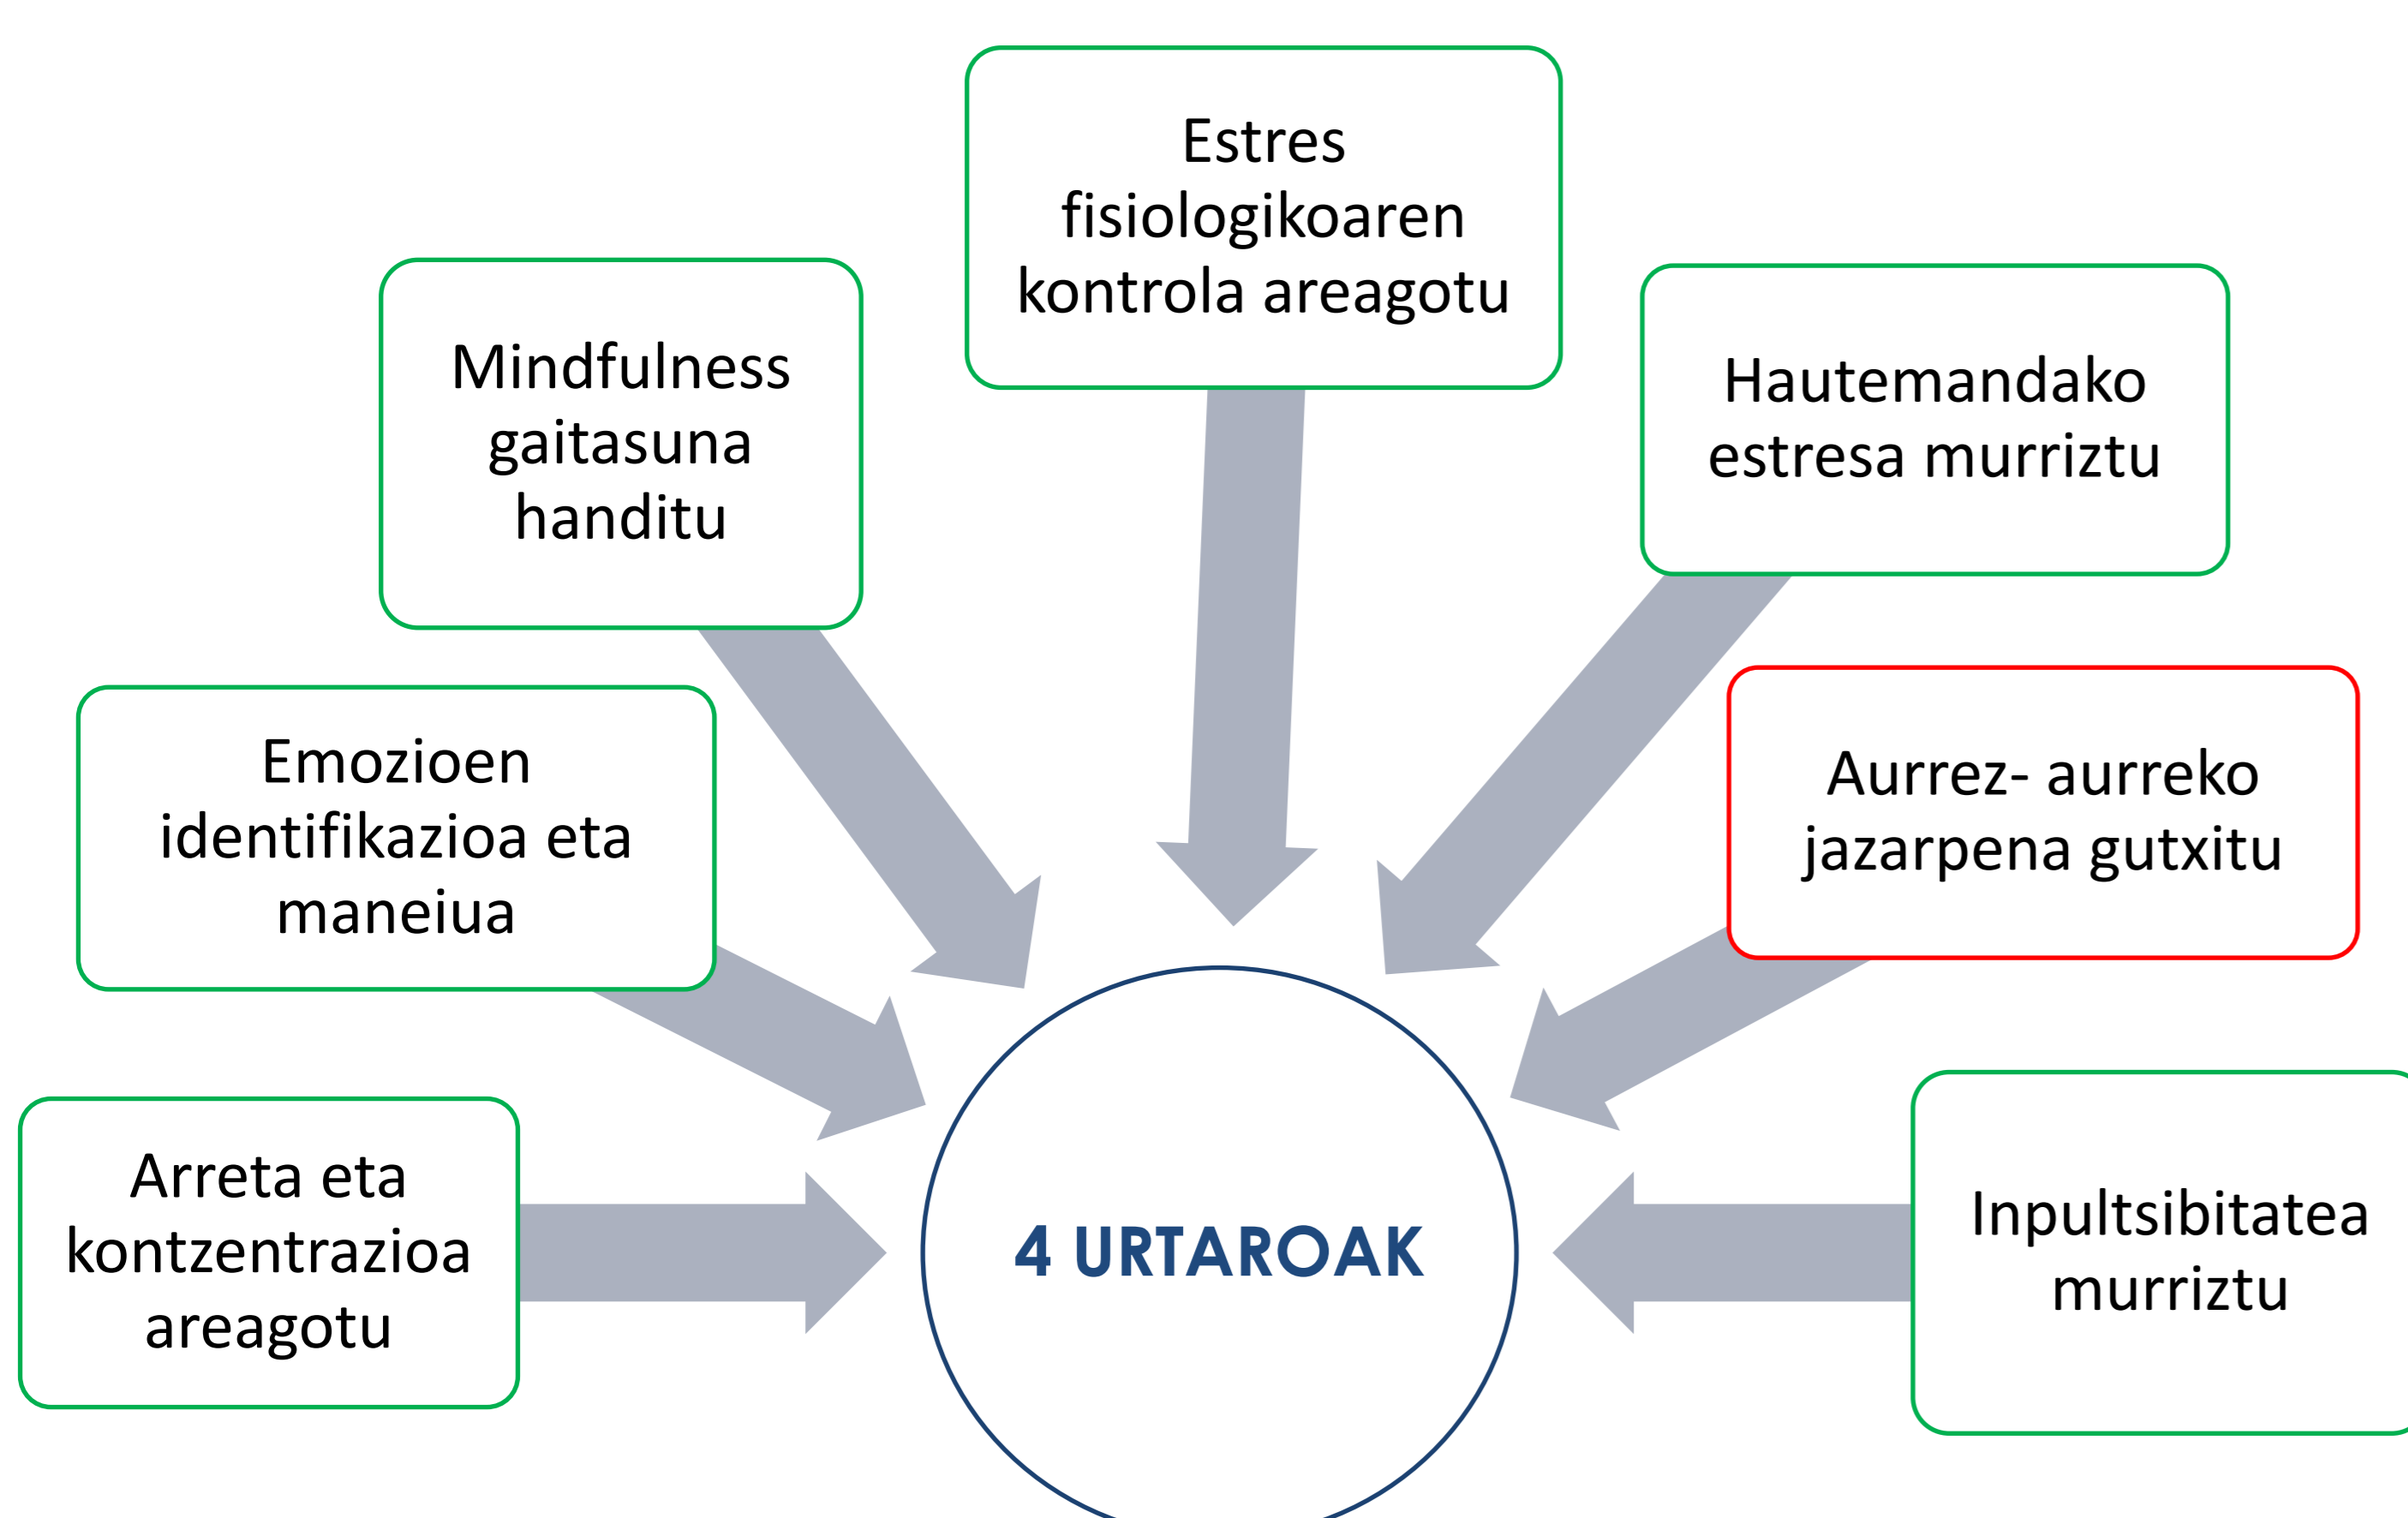 Estres
fisiologikoaren
kontrola areagotu
Mindfulness
gaitasuna
handitu
Hautemandako
estresa murriztu
Emozioen
identifikazioa eta
maneiua
Aurrez- aurreko
jazarpena gutxitu
Arreta eta
kontzentrazioa
areagotu
4 URTAROAK
Inpultsibitatea
murriztu